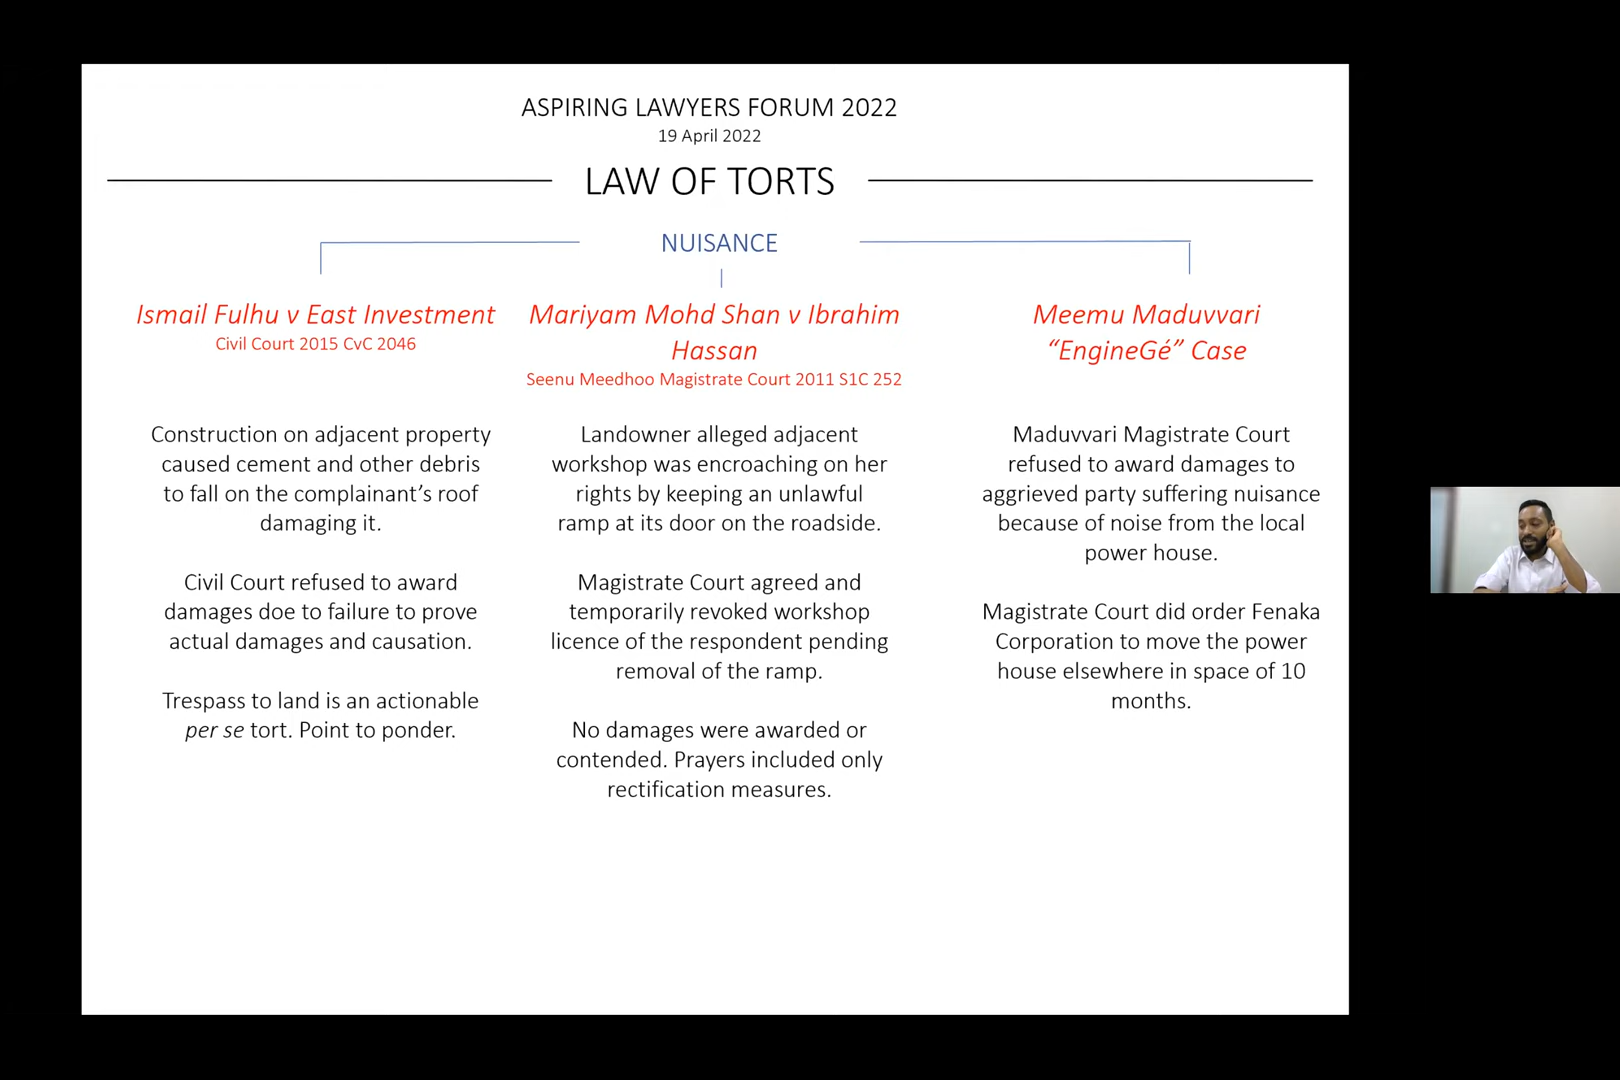 ASPIRING LAWYERS FORUM 2022
19 April 2022
LAW OF TORTS
NUISANCE
Ismail Fulhu v East Investment
Civil Court 2015 CvC 2046
Construction on adjacent property
caused cement and other debris
to fall on the complainant’s roof
damaging it.
Civil Court refused to award
damages doe to failure to prove
actual damages and causation.
Trespass to land is an actionable
per se tort. Point to ponder.
Mariyam Mohd Shan v Ibrahim
Hassan
Seenu Meedhoo Magistrate Court 2011 S1C 252
Landowner alleged adjacent
workshop was encroaching on her
rights by keeping an unlawful
ramp at its door on the roadside.
Magistrate Court agreed and
temporarily revoked workshop
licence of the respondent pending
removal of the ramp.
No damages were awarded or
contended. Prayers included only
rectification measures.
Meemu Maduvvari
“EngineGé” Case
Maduvvari Magistrate Court
refused to award damages to
aggrieved party suffering nuisance
because of noise from the local
power house.
Magistrate Court did order Fenaka
Corporation to move the power
house elsewhere in space of 10
months.